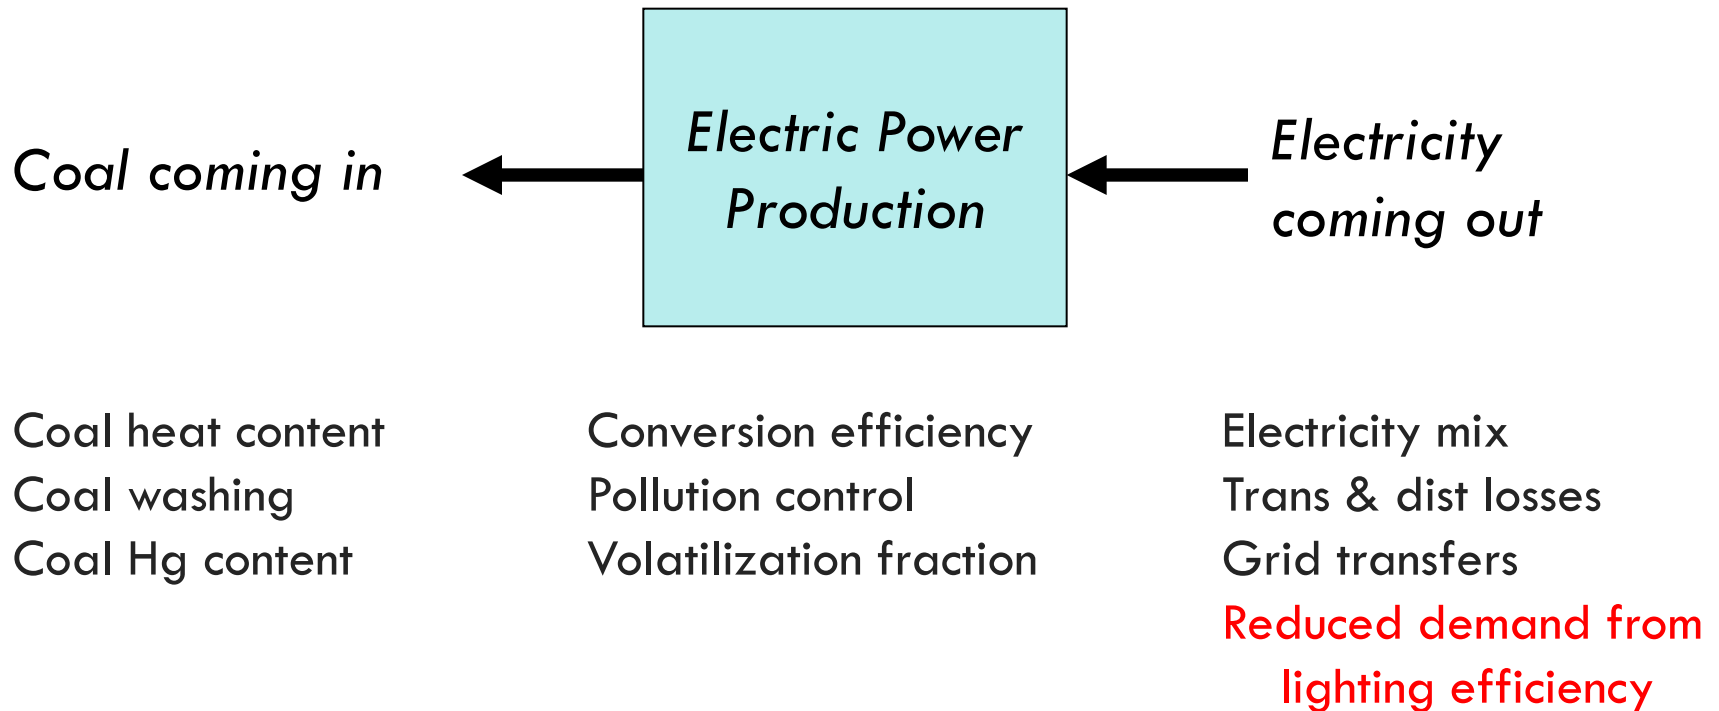 Coal coming in
Electric Power
Production
Electricity
coming out
Coal heat content
Coal washing
Coal Hg content
Conversion efficiency
Pollution control
Volatilization fraction
Electricity mix
Trans & dist losses
Grid transfers
Reduced demand from
lighting efficiency